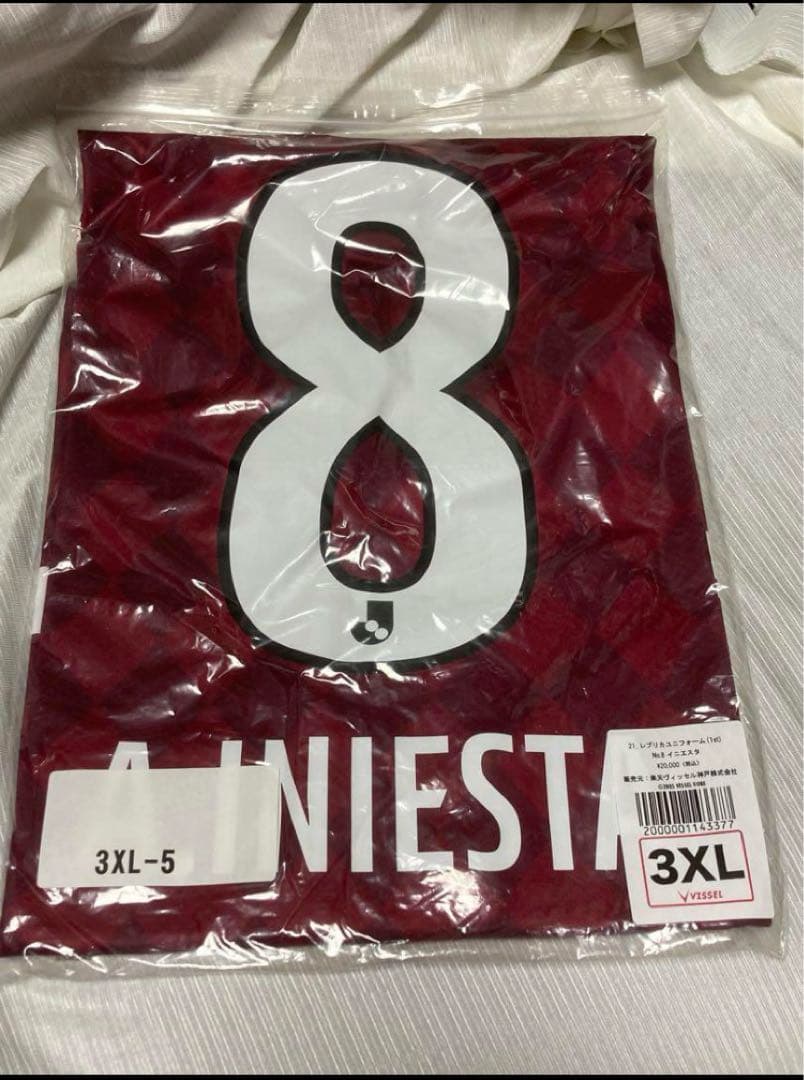 8
A.INIESTA
3XL-5
21. レプリカユニフォーム(1st)
No.8 イニエスタ
¥20,000(税込)
販売元:楽天ヴィッセル神戸株式会社
2000001143377
3XL
VISSEL